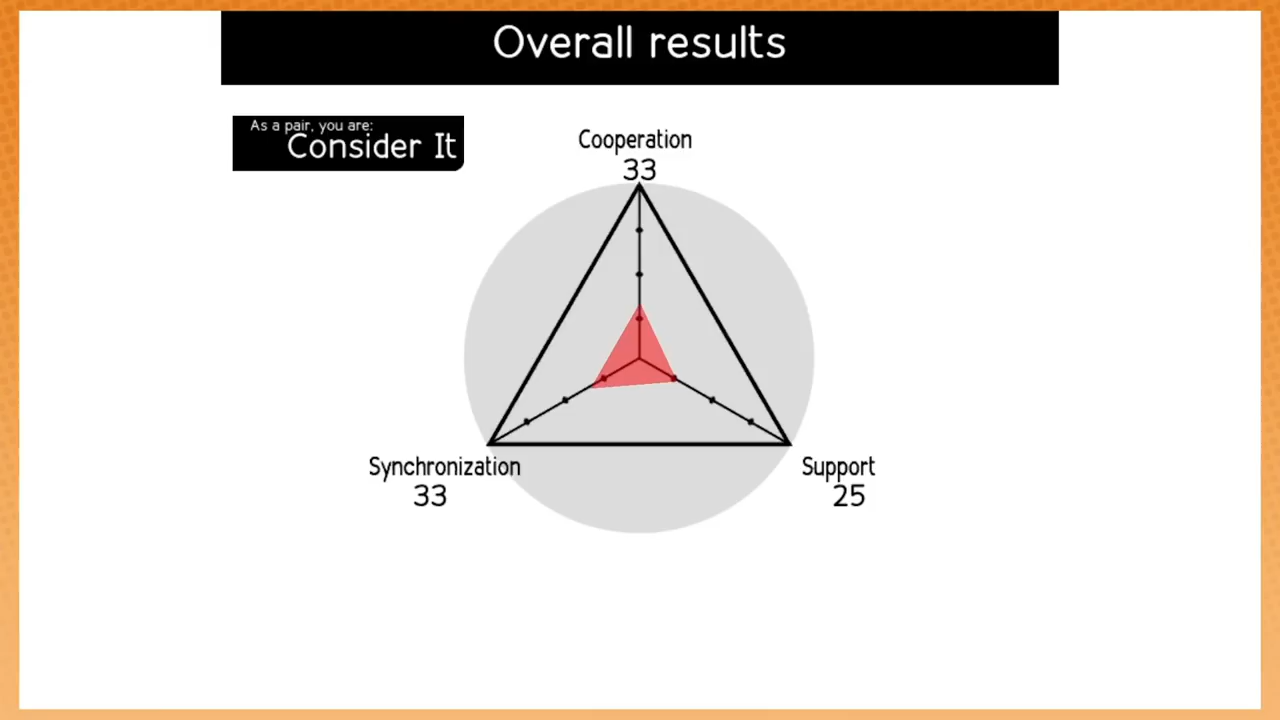 Overall results
As a pair, you are:
Consider It
Cooperation
33
Synchronization
33
Support
25